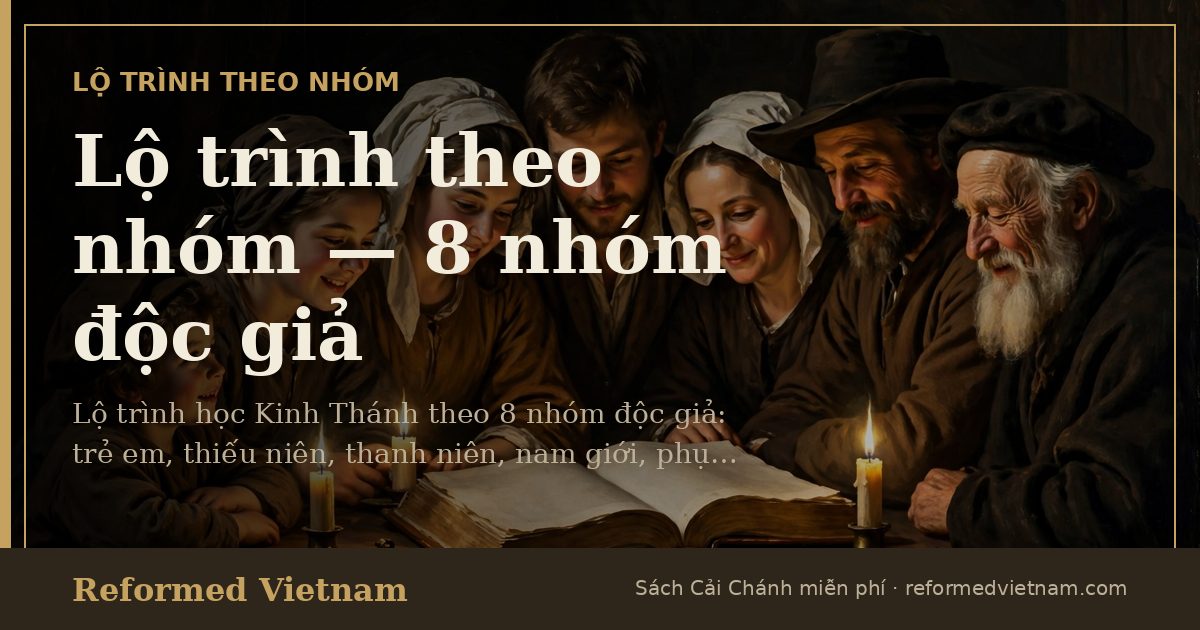 LỘ TRÌNH THEO NHÓM
Lộ trình theo
nhóm — 8 nhóm
độc giả
Lộ trình học Kinh Thánh theo 8 nhóm độc giả:
trẻ em, thiếu niên, thanh niên, nam giới, phụ...
Reformed Vietnam
Sách Cải Chánh miễn phí · reformedvietnam.com